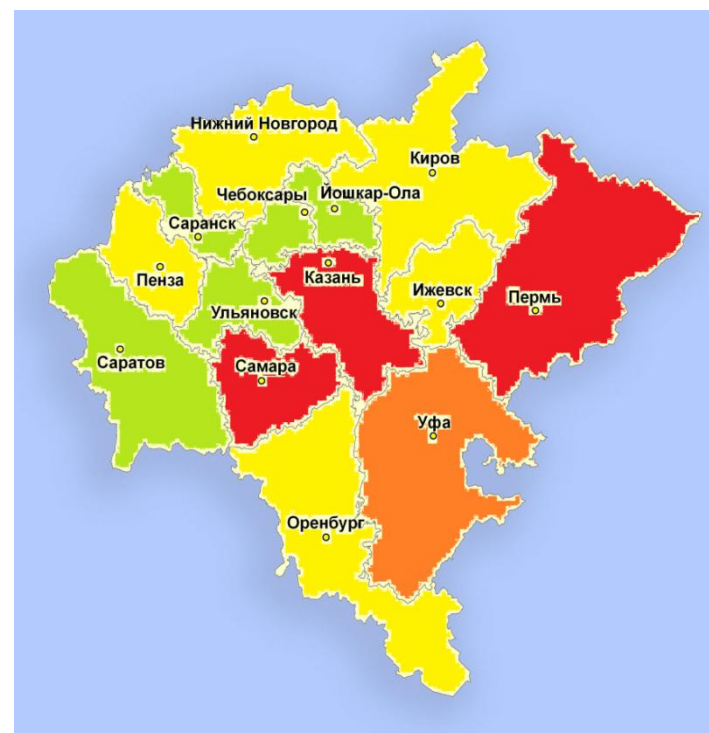 Нижний Новгород
Киров
Чебоксары
Йошкар-Ола
Саранск
Казань
Пенза
Ижевск
Пермь
Ульяновск
Саратов
Самара
Уфа
Оренбург